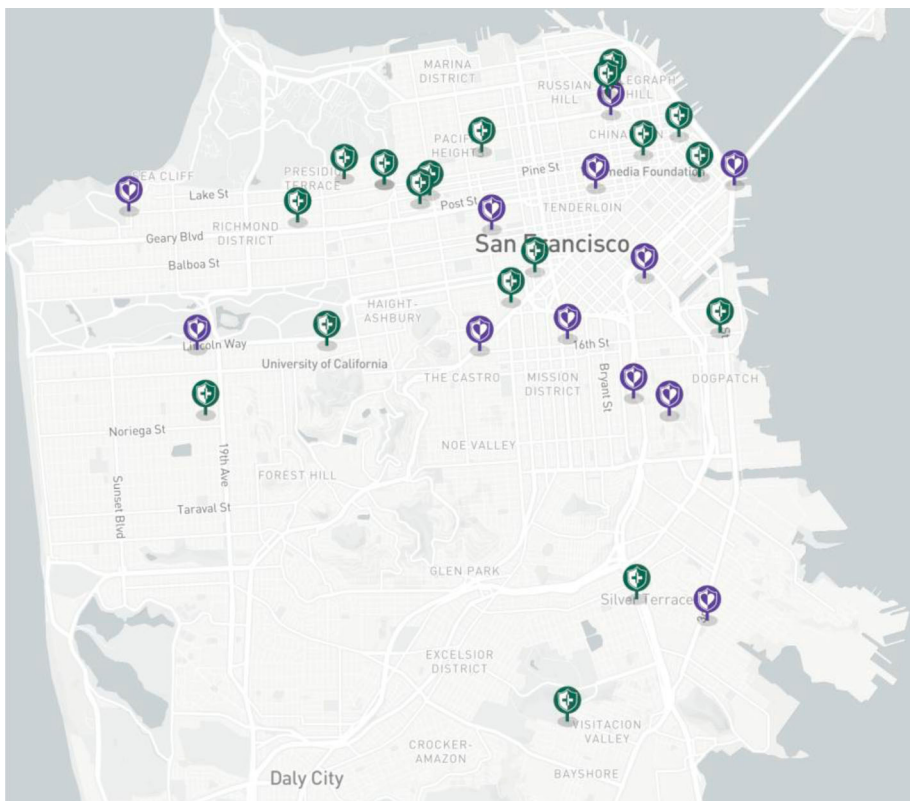 MARINA
DISTRICT
RUSSIAN
HILL
HILL
PACIF
HEIGHTS
SEA CLIFF
Lake St
PRESIDIO
TERRACE
Pine St
media Foundation
Post St
TENDERLOIN
Geary Blvd
RICHMOND
DISTRICT
San Francisco
Balboa St
HAIGHT-
ASHBURY
Lincoln Way
University of California
16th St
THE CASTRO
MISSION
DISTRICT
Bryant St
DOGPATCH
Noriega St
19th Ave
NOE VALLEY
Sunset Blvd
FOREST HILL
Taraval St
GLEN PARK
Silver Terrace
EXCELSIOR
DISTRICT
VISITACION
VALLEY
CROCKER-
AMAZON
Daly City
BAYSHORE